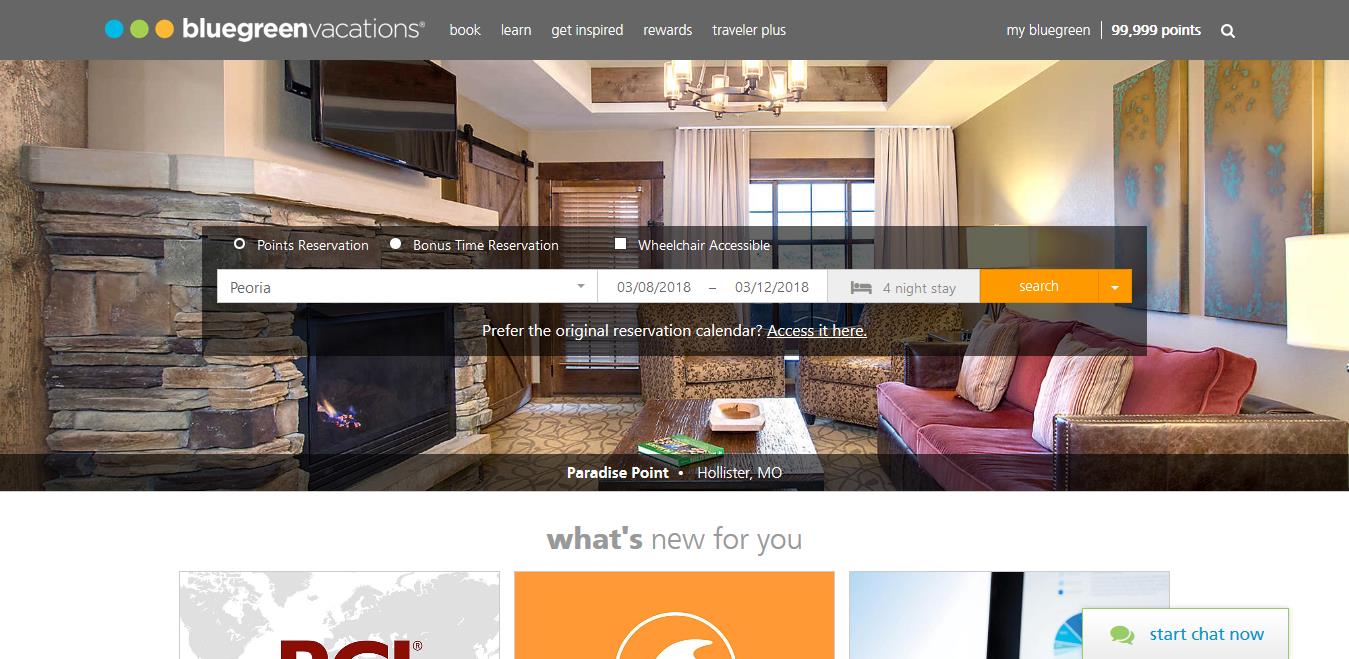 bluegreenvacations® book learn get inspired rewards traveler plus my bluegreen 99,999 points
Points Reservation Bonus Time Reservation Wheelchair Accessible
Peoria 03/08/2018 – 03/12/2018 4 night stay search
Prefer the original reservation calendar? Access it here.
Paradise Point • Hollister, MO
what's new for you
RCI®
start chat now